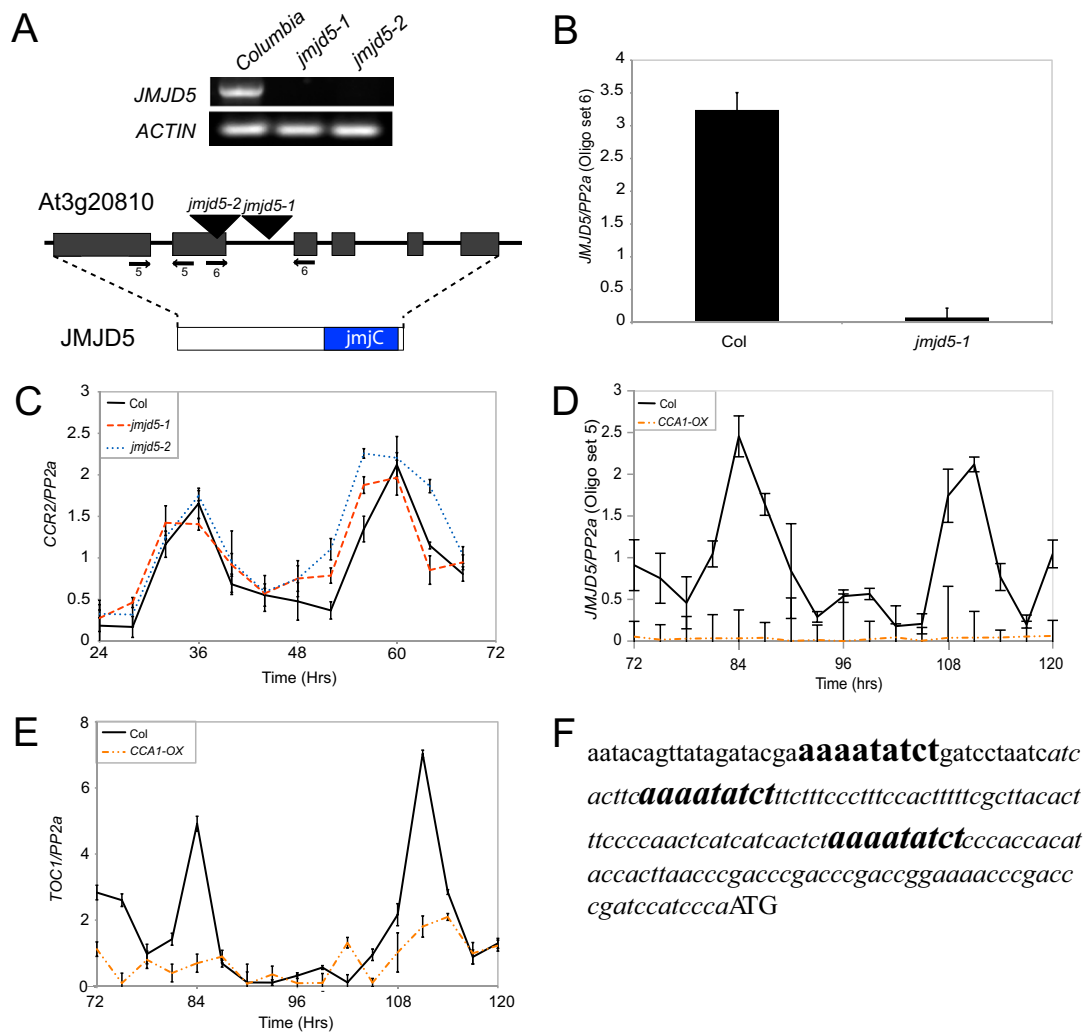 A
Columbia
jmjd5-1
jmjd5-2
JMJD5
ACTIN
At3g20810
jmjd5-2
jmjd5-1
5
5
6
6
JMJD5
jmjC
B
JMJD5/PP2a (Oligo set 6)
4
3.5
3
2.5
2
1.5
1
0.5
0
Col
jmjd5-1
C
Col
jmjd5-1
jmjd5-2
CCR2/PP2a
3
2.5
2
1.5
1
0.5
0
24
36
48
60
72
Time (Hrs)
D
Col
CCA1-OX
JMJD5/PP2a (Oligo set 5)
3
2.5
2
1.5
1
0.5
0
72
84
96
108
120
Time (hrs)
E
Col
CCA1-OX
TOC1/PP2a
8
6
4
2
0
72
84
96
108
120
Time (Hrs)
F
aatacagttatagatacgaaaaatatctgatcctaatcatc
acttcaaaatatctttctttccctttccactttttcgcttacact
ttccccaactcatcatcactctaaaatatctcccaccacat
accacttaacccgacccgacccgaccggaaaacccgacc
cgatccatcccaATG